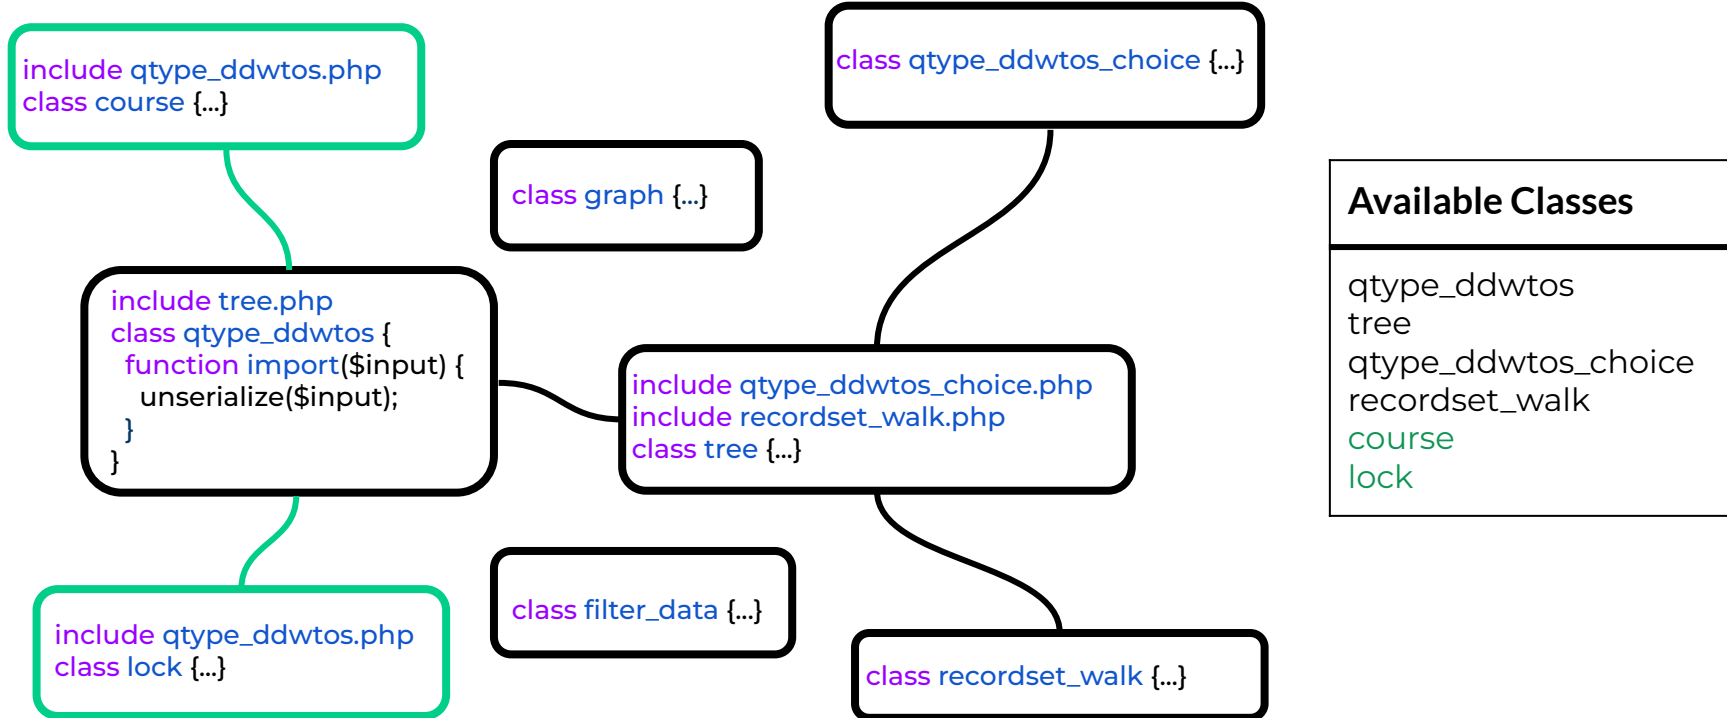 include qtype_ddwtos.php
class course {...}
class qtype_ddwtos_choice {...}
class graph {...}
include tree.php
class qtype_ddwtos {
function import($input) {
unserialize($input);
}
}
include qtype_ddwtos_choice.php
include recordset_walk.php
class tree {...}
include qtype_ddwtos.php
class lock {...}
class filter_data {...}
class recordset_walk {...}
Available Classes
qtype_ddwtos
tree
qtype_ddwtos_choice
recordset_walk
course
lock